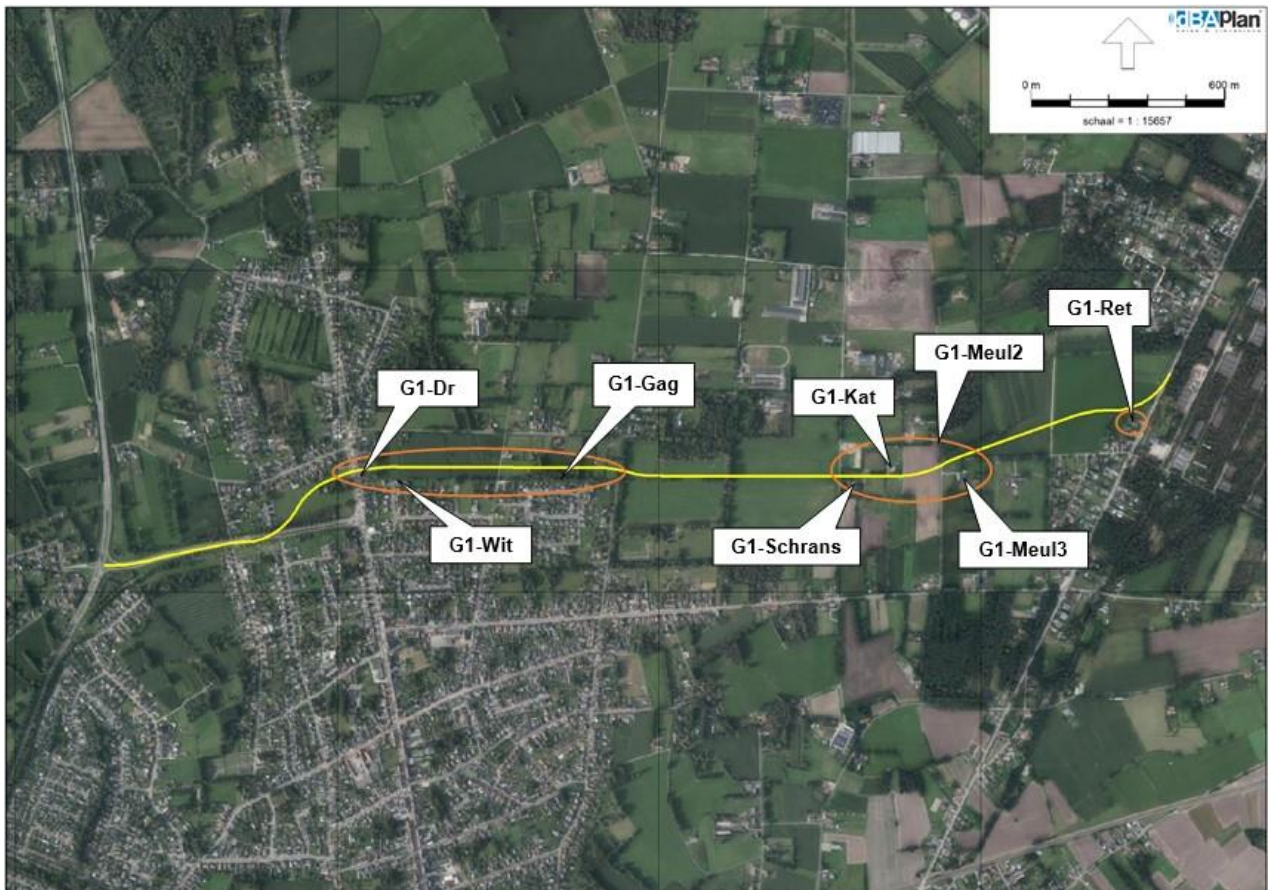 dBAPlan
0 m 600 m
schaal = 1 : 15657
G1-Ret
G1-Meul2
G1-Dr
G1-Gag
G1-Kat
G1-Wit
G1-Schrans
G1-Meul3